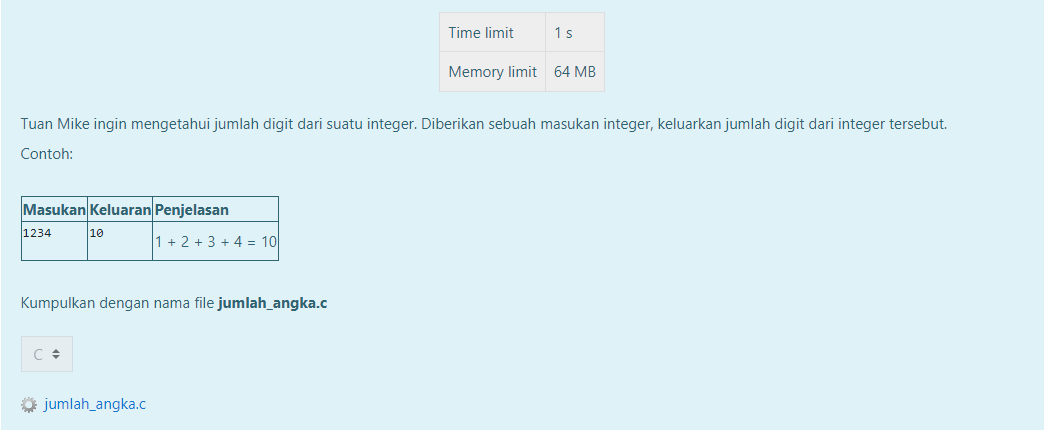 Time limit 1 s
Memory limit 64 MB
Tuan Mike ingin mengetahui jumlah digit dari suatu integer. Diberikan sebuah masukan integer, keluarkan jumlah digit dari integer tersebut.
Contoh:
Masukan Keluaran Penjelasan
1234 10 1 + 2 + 3 + 4 = 10
Kumpulkan dengan nama file jumlah_angka.c
C
jumlah_angka.c